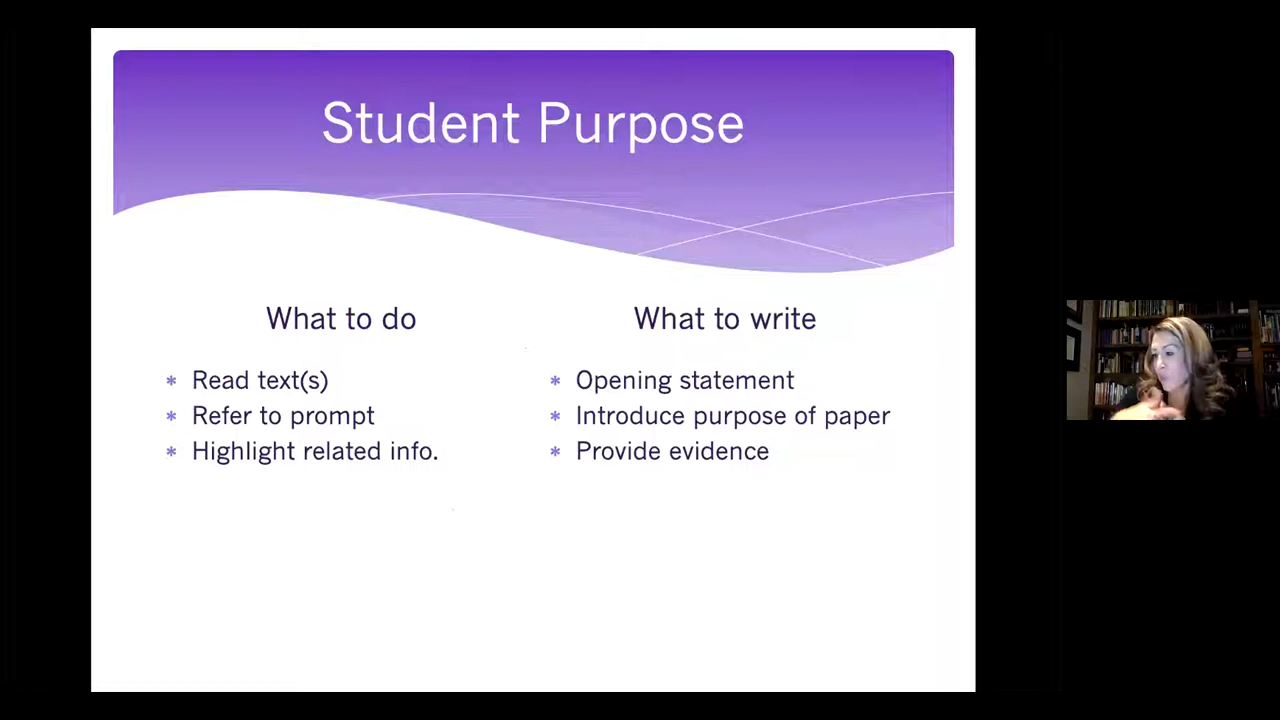 Student Purpose
What to do
* Read text(s)
* Refer to prompt
* Highlight related info.
What to write
* Opening statement
* Introduce purpose of paper
* Provide evidence